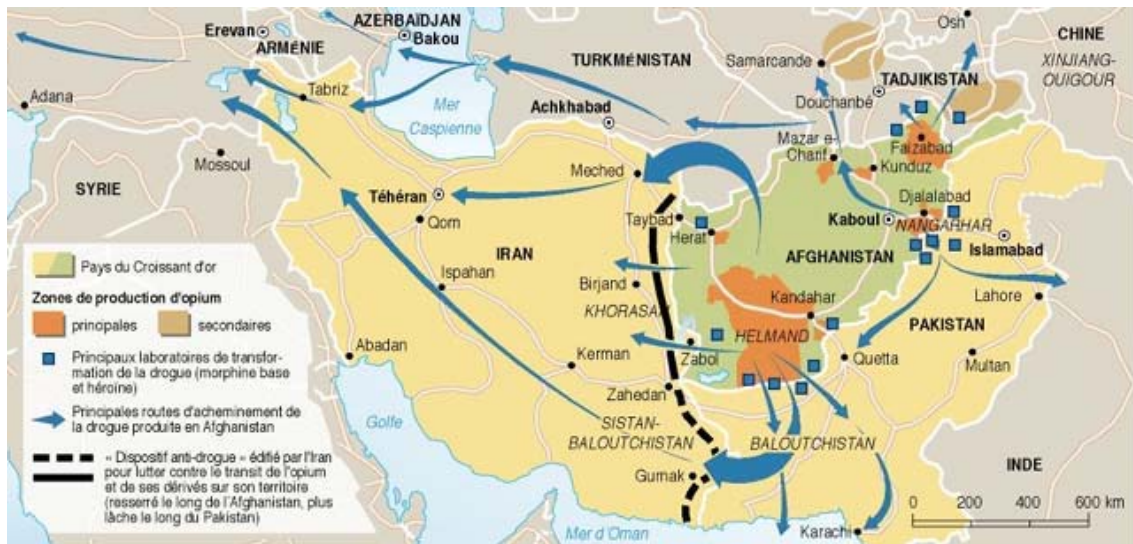 Osh
Erevan
AZERBAÏDJAN
Bakou
ARMÉNIE
CHINE
XINJIANG-
OUIGOUR
TURKMÉNISTAN
Samarcande
TADJIKISTAN
Douchanbé
Adana
Tabriz
Mer
Caspienne
Achkhabad
Mossoul
Mazar e-
Charif
Faizabad
Kunduz
SYRIE
Téhéran
Meched
Djalalabad
Qom
Taybad
Herat
Kaboul
NANGARHAR
Islamabad
IRAN
AFGHANISTAN
Pays du Croissant d'or
Ispahan
Birjand
KHORASAN
Kandahar
Lahore
Zones de production d'opium
principales
secondaires
HELMAND
PAKISTAN
Abadan
Kerman
Zabol
Quetta
Multan
Principaux laboratoires de transfor-
mation de la drogue (morphine base
et héroïne)
Zahedan
Principales routes d'acheminement de
la drogue produite en Afghanistan
Golfe
SISTAN-
BALOUTCHISTAN
BALOUTCHISTAN
« Dispositif anti-drogue » édifié par l'Iran
pour lutter contre le transit de l'opium
et de ses dérivés sur son territoire
(resserré le long de l'Afghanistan, plus
lâche le long du Pakistan)
Gurnak
INDE
0 200 400 600 km
Mer d'Oman
Karachi